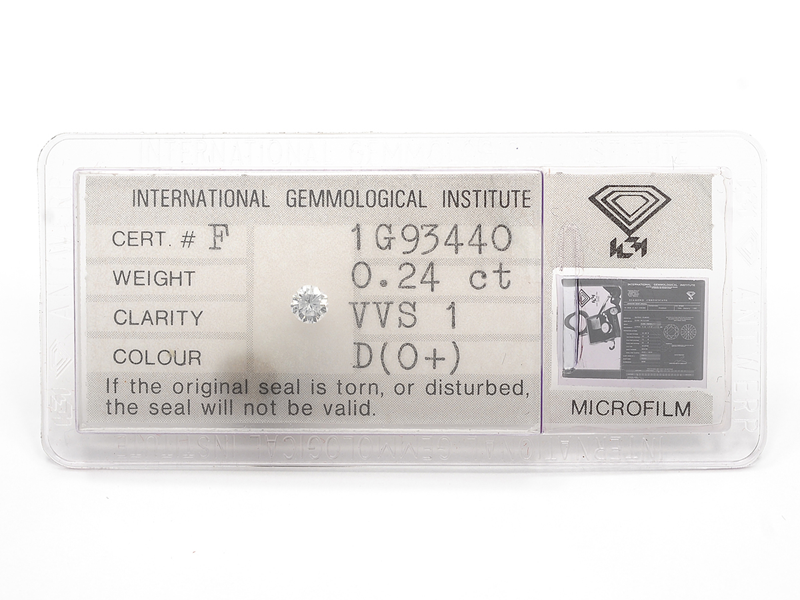 INTERNATIONAL GEMMOLOGICAL INSTITUTE
CERT. # F 1G93440
WEIGHT 0.24 ct
CLARITY VVS 1
COLOUR D(0+)
If the original seal is torn, or disturbed,
the seal will not be valid.
MICROFILM